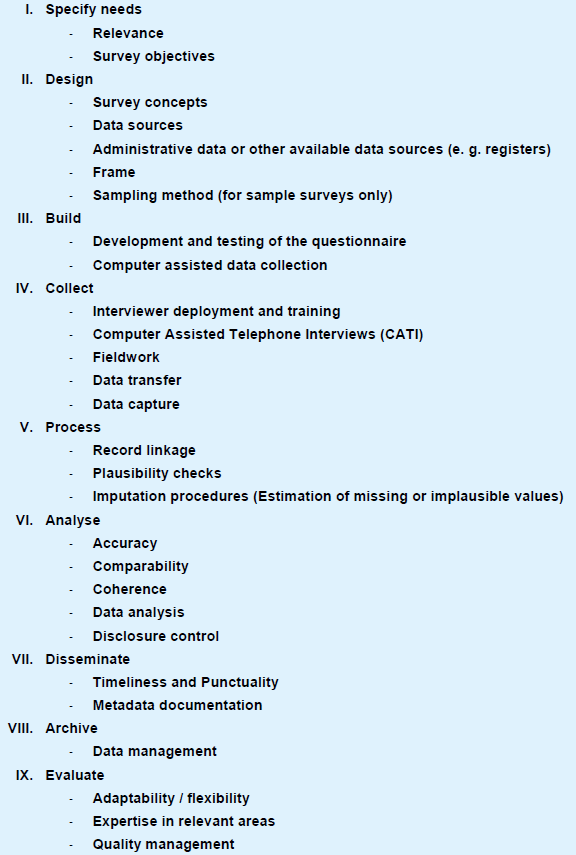 I. Specify needs
- Relevance
- Survey objectives
II. Design
- Survey concepts
- Data sources
- Administrative data or other available data sources (e. g. registers)
- Frame
- Sampling method (for sample surveys only)
III. Build
- Development and testing of the questionnaire
- Computer assisted data collection
IV. Collect
- Interviewer deployment and training
- Computer Assisted Telephone Interviews (CATI)
- Fieldwork
- Data transfer
- Data capture
V. Process
- Record linkage
- Plausibility checks
- Imputation procedures (Estimation of missing or implausible values)
VI. Analyse
- Accuracy
- Comparability
- Coherence
- Data analysis
- Disclosure control
VII. Disseminate
- Timeliness and Punctuality
- Metadata documentation
VIII. Archive
- Data management
IX. Evaluate
- Adaptability / flexibility
- Expertise in relevant areas
- Quality management